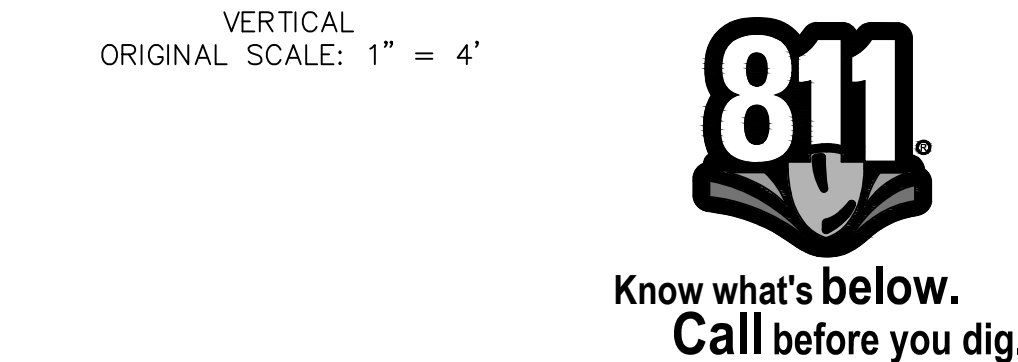 VERTICAL
ORIGINAL SCALE: 1" = 4'
811
®
Know what's below.
Call before you dig.